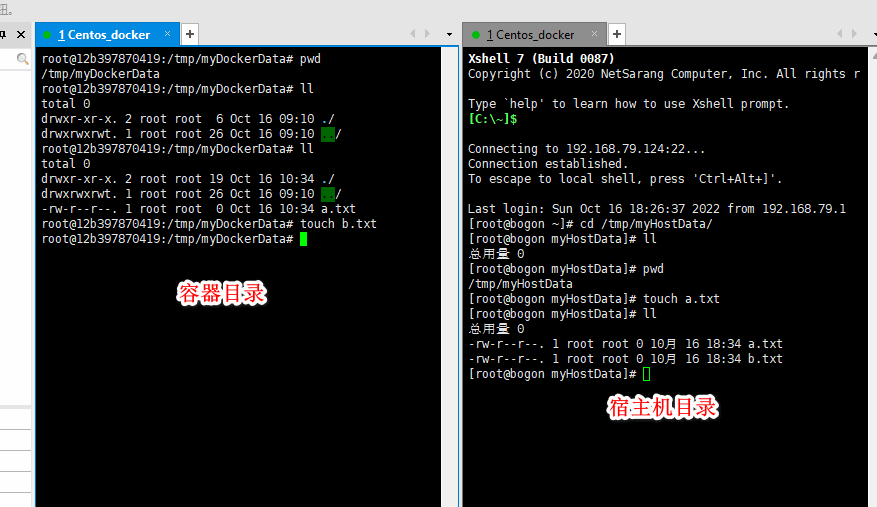 钮。
1 Centos_docker × +
root@12b397870419:/tmp/myDockerData# pwd
/tmp/myDockerData
root@12b397870419:/tmp/myDockerData# ll
total 0
drwxr-xr-x. 2 root root  6 Oct 16 09:10 ./
drwxrwxrwt. 1 root root 26 Oct 16 09:10 ../
root@12b397870419:/tmp/myDockerData# ll
total 0
drwxr-xr-x. 2 root root 19 Oct 16 10:34 ./
drwxrwxrwt. 1 root root 26 Oct 16 09:10 ../
-rw-r--r--. 1 root root  0 Oct 16 10:34 a.txt
root@12b397870419:/tmp/myDockerData# touch b.txt
root@12b397870419:/tmp/myDockerData#
容器目录
1 Centos_docker × +
Xshell 7 (Build 0087)
Copyright (c) 2020 NetSarang Computer, Inc. All rights r
Type `help' to learn how to use Xshell prompt.
[C:\~]$
Connecting to 192.168.79.124:22...
Connection established.
To escape to local shell, press 'Ctrl+Alt+]'.
Last login: Sun Oct 16 18:26:37 2022 from 192.168.79.1
[root@bogon ~]# cd /tmp/myHostData/
[root@bogon myHostData]# ll
总用量 0
[root@bogon myHostData]# pwd
/tmp/myHostData
[root@bogon myHostData]# touch a.txt
[root@bogon myHostData]# ll
总用量 0
-rw-r--r--. 1 root root 0 10月 16 18:34 a.txt
-rw-r--r--. 1 root root 0 10月 16 18:34 b.txt
[root@bogon myHostData]#
宿主机目录